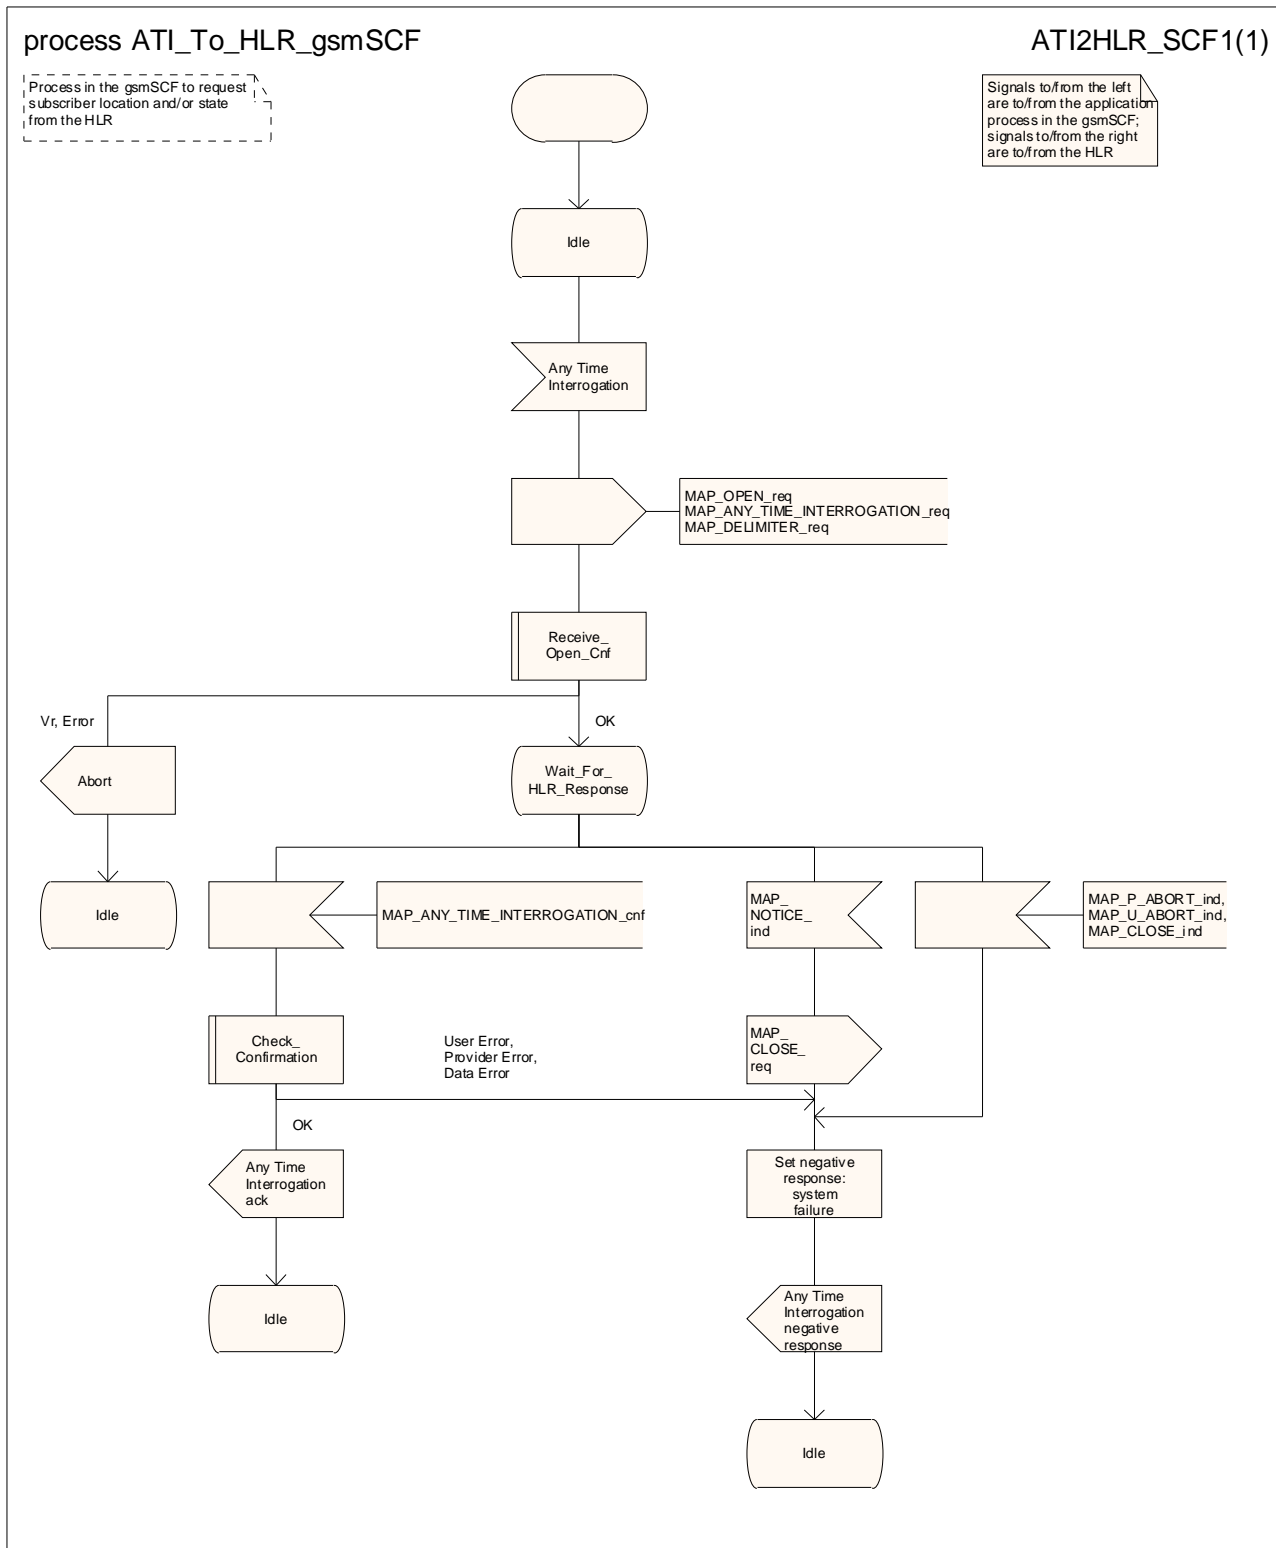 process ATI_To_HLR_gsmSCF
ATI2HLR_SCF1(1)
Process in the gsmSCF to request
subscriber location and/or state
from the HLR
Signals to/from the left
are to/from the application
process in the gsmSCF;
signals to/from the right
are to/from the HLR
Idle
Any Time
Interrogation
MAP_OPEN_req
MAP_ANY_TIME_INTERROGATION_req
MAP_DELIMITER_req
Receive_
Open_Cnf
Vr, Error
OK
Abort
Wait_For_
HLR_Response
Idle
MAP_ANY_TIME_INTERROGATION_cnf
MAP_
NOTICE_
ind
MAP_P_ABORT_ind,
MAP_U_ABORT_ind,
MAP_CLOSE_ind
Check_
Confirmation
User Error,
Provider Error,
Data Error
MAP_
CLOSE_
req
OK
Any Time
Interrogation
ack
Set negative
response:
system
failure
Idle
Any Time
Interrogation
negative
response
Idle